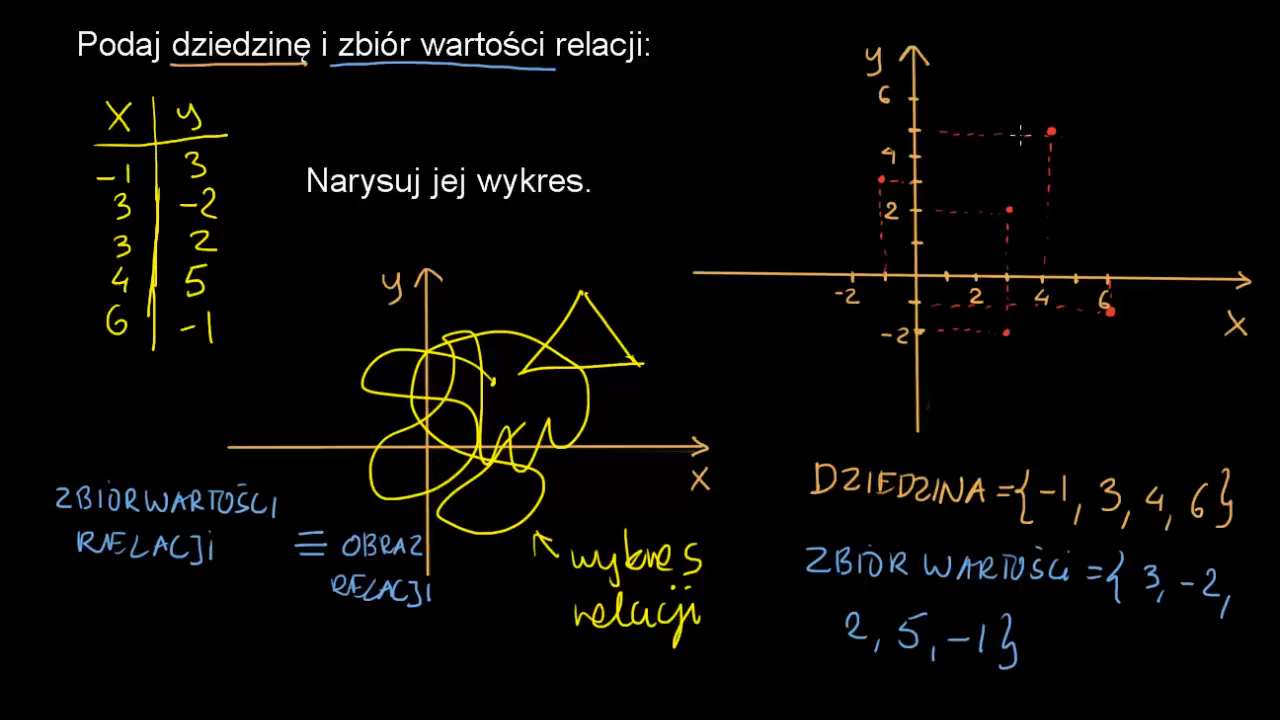 Podaj dziedzinę i zbiór wartości relacji:
X y
-1 3
3 -2
3 2
4 5
6 -1
Narysuj jej wykres.
y
6
4
2
-2 2 4 6
-2
X
y
X
ZBIÓR WARTOŚCI
RELACJI ≡ OBRAZ
RELACJI
wykres
relacji
DZIEDZINA = {-1, 3, 4, 6}
ZBIÓR WARTOŚCI = { 3, -2,
2, 5, -1}